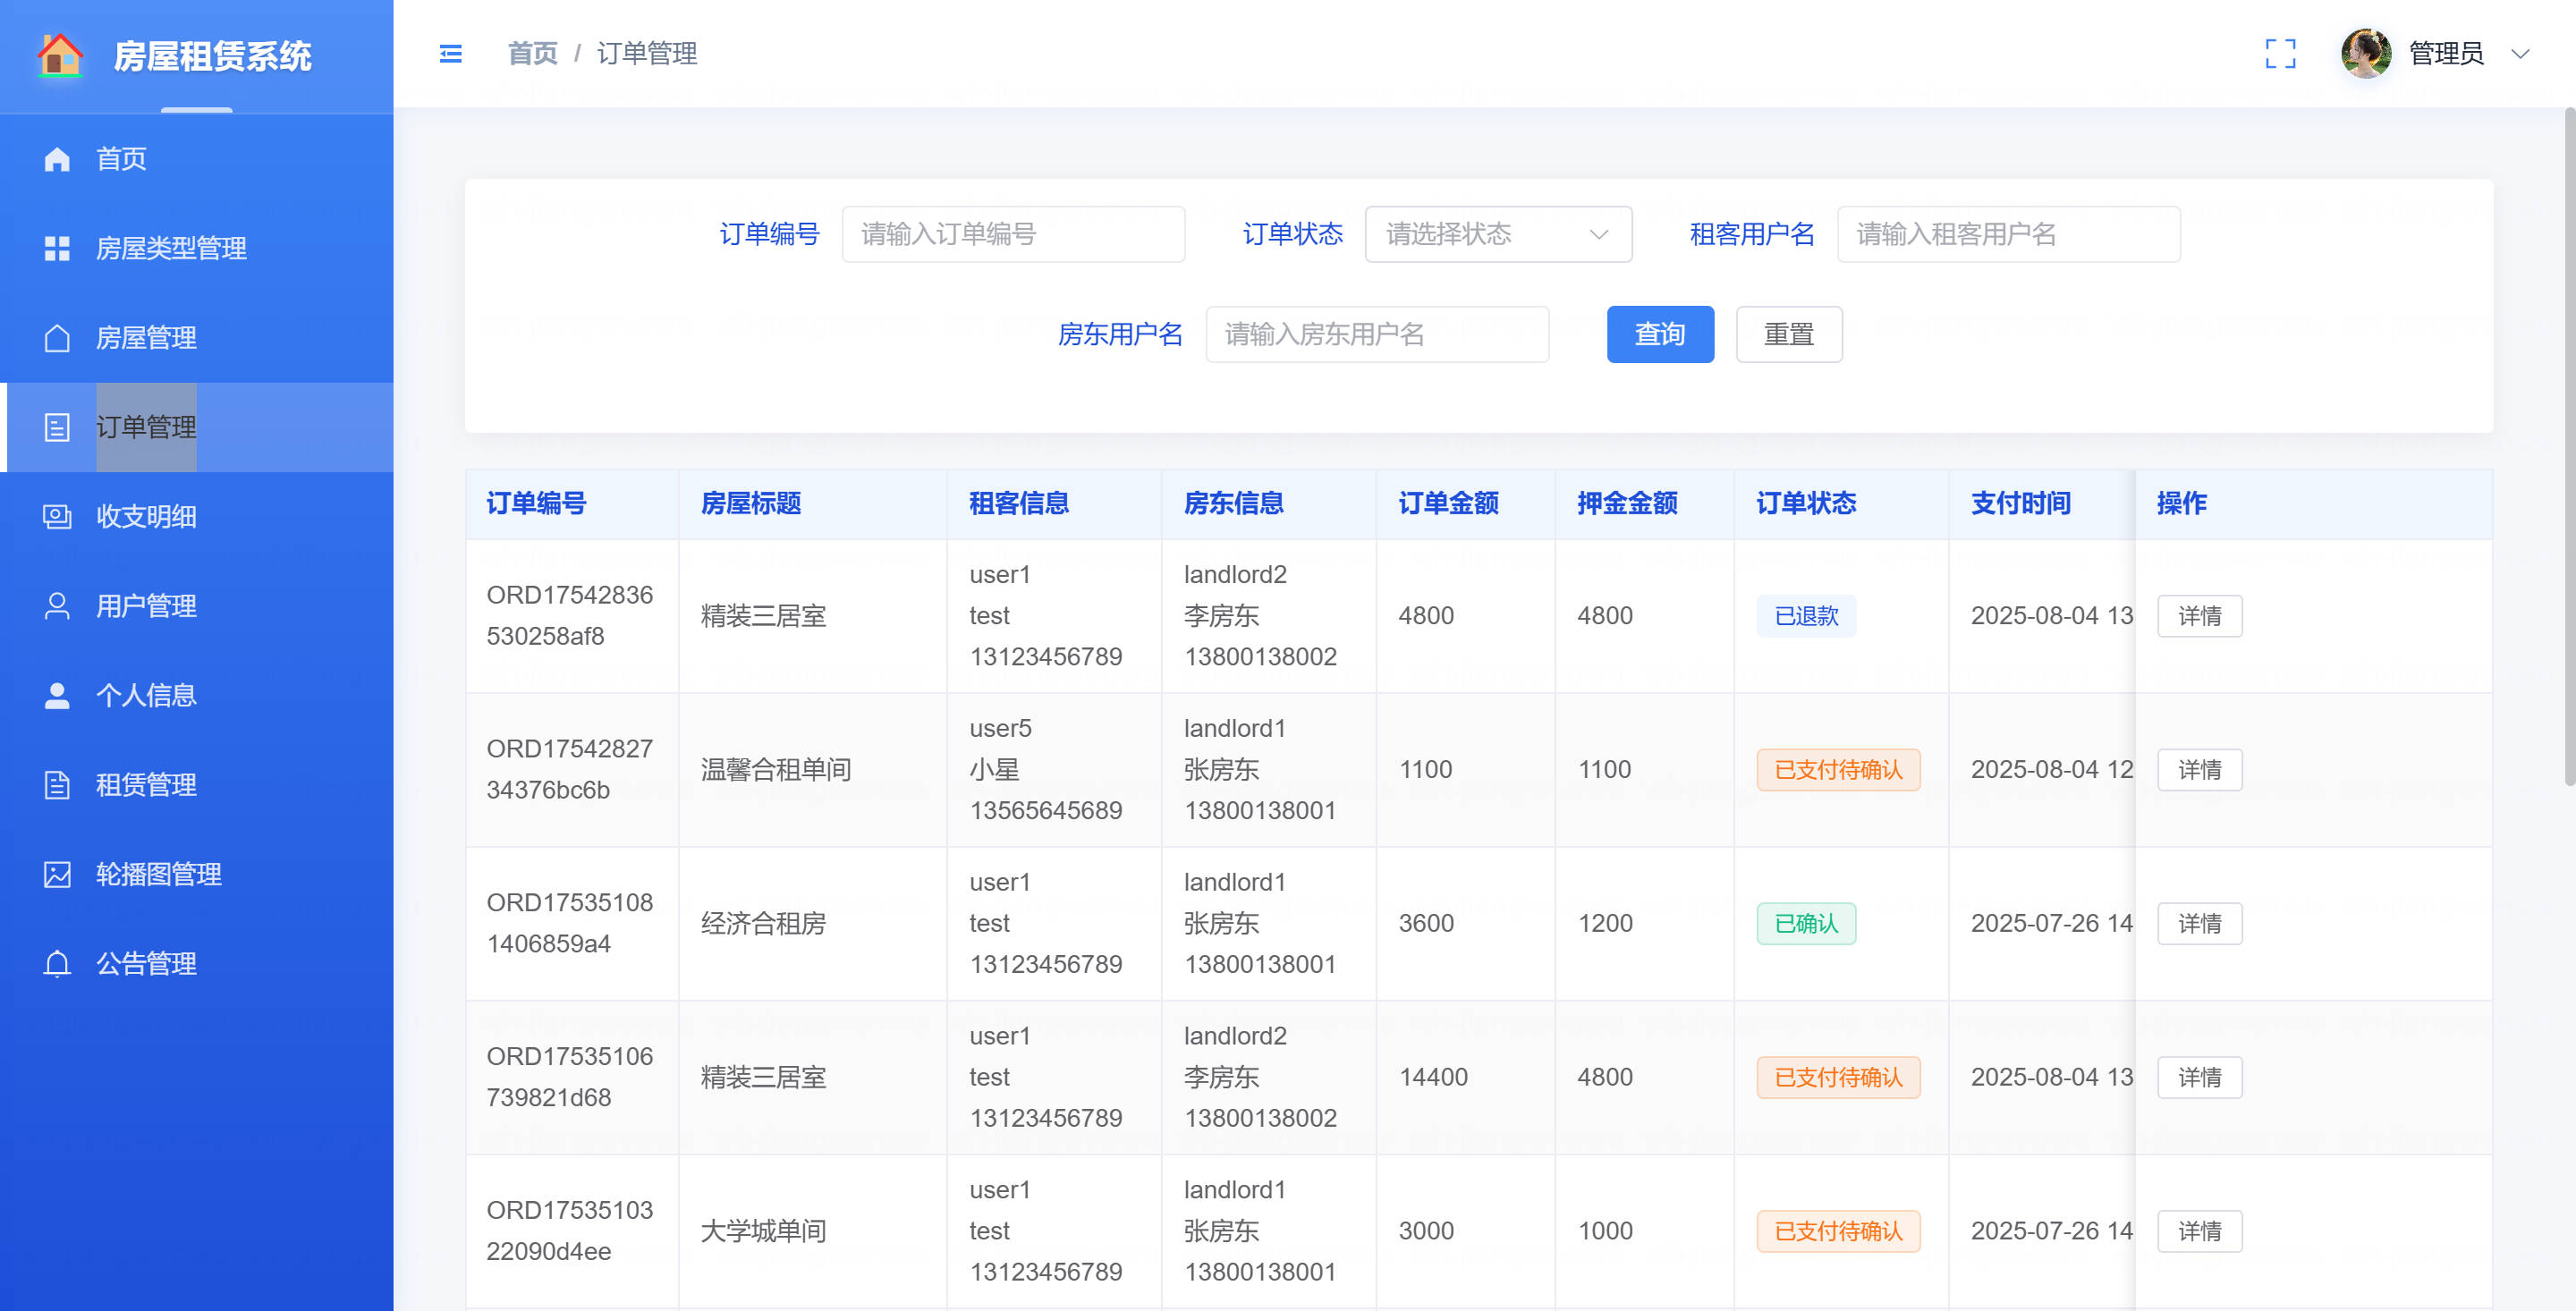 房屋租赁系统
首页 / 订单管理
管理员
首页
房屋类型管理
房屋管理
订单管理
收支明细
用户管理
个人信息
租赁管理
轮播图管理
公告管理
订单编号 请输入订单编号 订单状态 请选择状态 租客用户名 请输入租客用户名
房东用户名 请输入房东用户名 查询 重置
订单编号 房屋标题 租客信息 房东信息 订单金额 押金金额 订单状态 支付时间 操作
ORD17542836
530258af8
精装三居室
user1
test
13123456789
landlord2
李房东
13800138002
4800
4800
已退款
2025-08-04 13
详情
ORD17542827
34376bc6b
温馨合租单间
user5
小星
13565645689
landlord1
张房东
13800138001
1100
1100
已支付待确认
2025-08-04 12
详情
ORD17535108
1406859a4
经济合租房
user1
test
13123456789
landlord1
张房东
13800138001
3600
1200
已确认
2025-07-26 14
详情
ORD17535106
739821d68
精装三居室
user1
test
13123456789
landlord2
李房东
13800138002
14400
4800
已支付待确认
2025-08-04 13
详情
ORD17535103
22090d4ee
大学城单间
user1
test
13123456789
landlord1
张房东
13800138001
3000
1000
已支付待确认
2025-07-26 14
详情